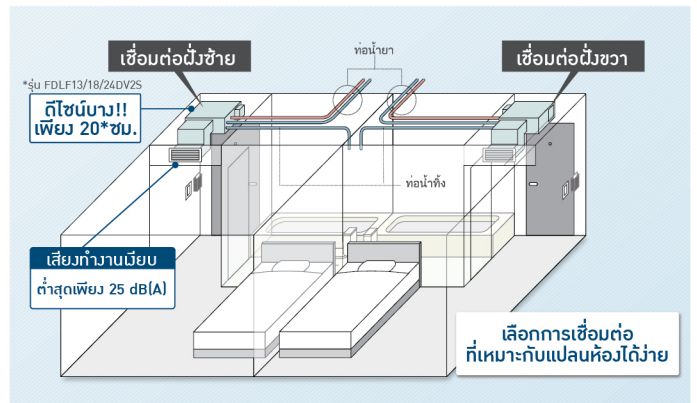 ท่อน้ำยา
เชื่อมต่อฝั่งซ้าย
เชื่อมต่อฝั่งขวา
*รุ่น FDLF13/18/24DV2S
ดีไซน์บาง!!
เพียง 20*ซม.
ท่อน้ำทิ้ง
เสียงทำงานเงียบ
ต่ำสุดเพียง 25 dB(A)
เลือกการเชื่อมต่อ
ที่เหมาะกับแปลนห้องได้ง่าย